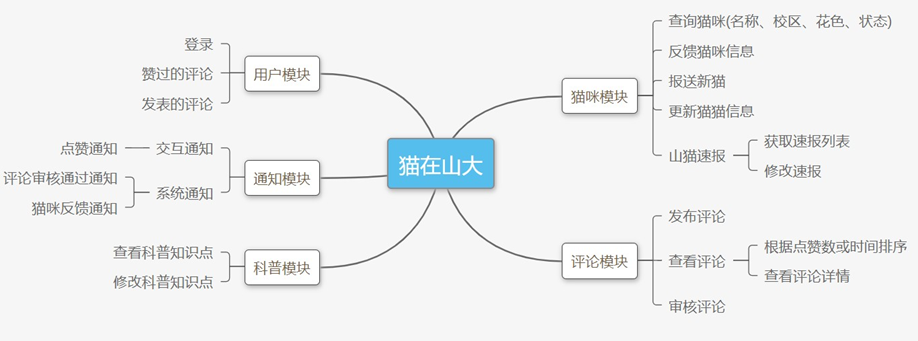 猫在山大
用户模块
登录
赞过的评论
发表的评论
通知模块
交互通知
点赞通知
系统通知
评论审核通过通知
猫咪反馈通知
科普模块
查看科普知识点
修改科普知识点
猫咪模块
查询猫咪(名称、校区、花色、状态)
反馈猫咪信息
报送新猫
更新猫猫信息
山猫速报
获取速报列表
修改速报
评论模块
发布评论
查看评论
根据点赞数或时间排序
查看评论详情
审核评论